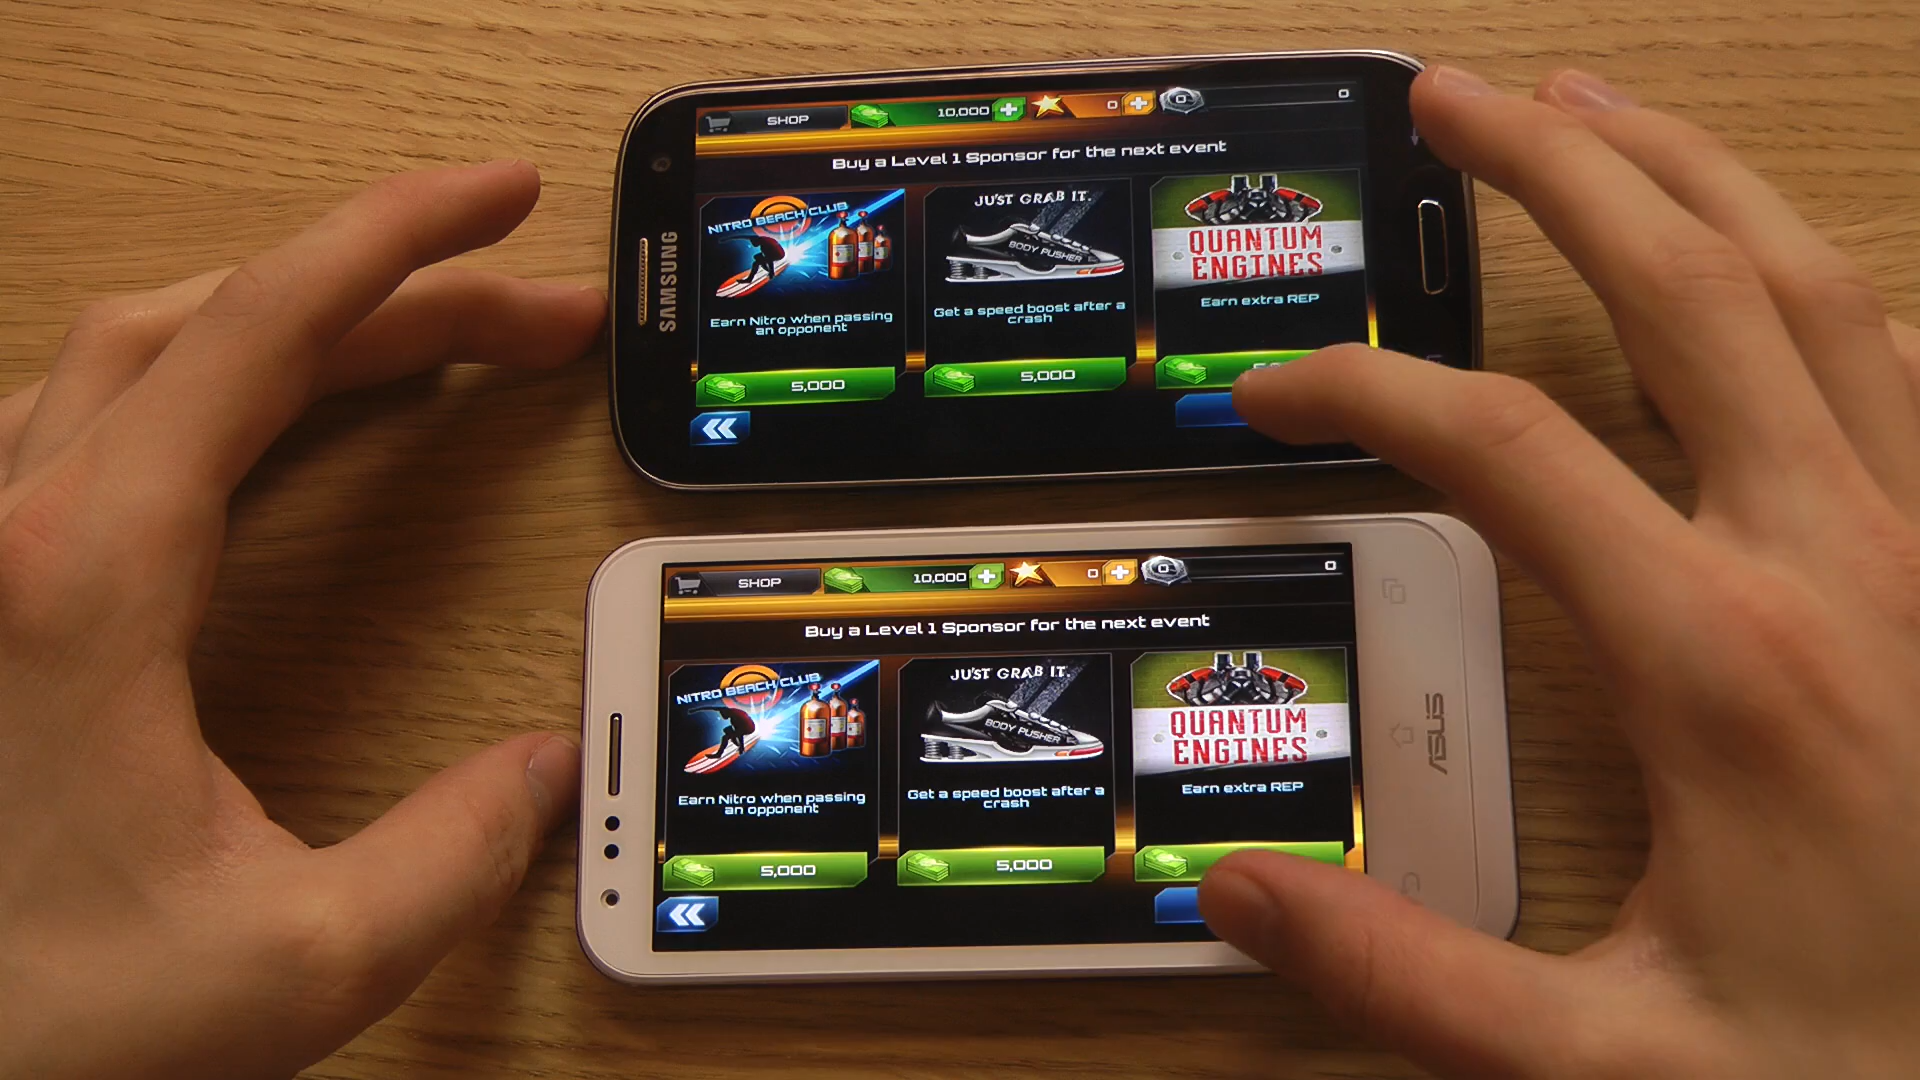 SAMSUNG
SHOP
10,000
0
0
Buy a Level 1 Sponsor for the next event
NITRO BEACH CLUB
Earn Nitro when passing
an opponent
5,000
JUST GRAB IT.
BODY PUSHER
Get a speed boost after a
crash
5,000
QUANTUM
ENGINES
Earn extra REP
SHOP
10,000
0
0
Buy a Level 1 Sponsor for the next event
NITRO BEACH CLUB
Earn Nitro when passing
an opponent
5,000
JUST GRAB IT.
BODY PUSHER
Get a speed boost after a
crash
5,000
QUANTUM
ENGINES
Earn extra REP
ASUS